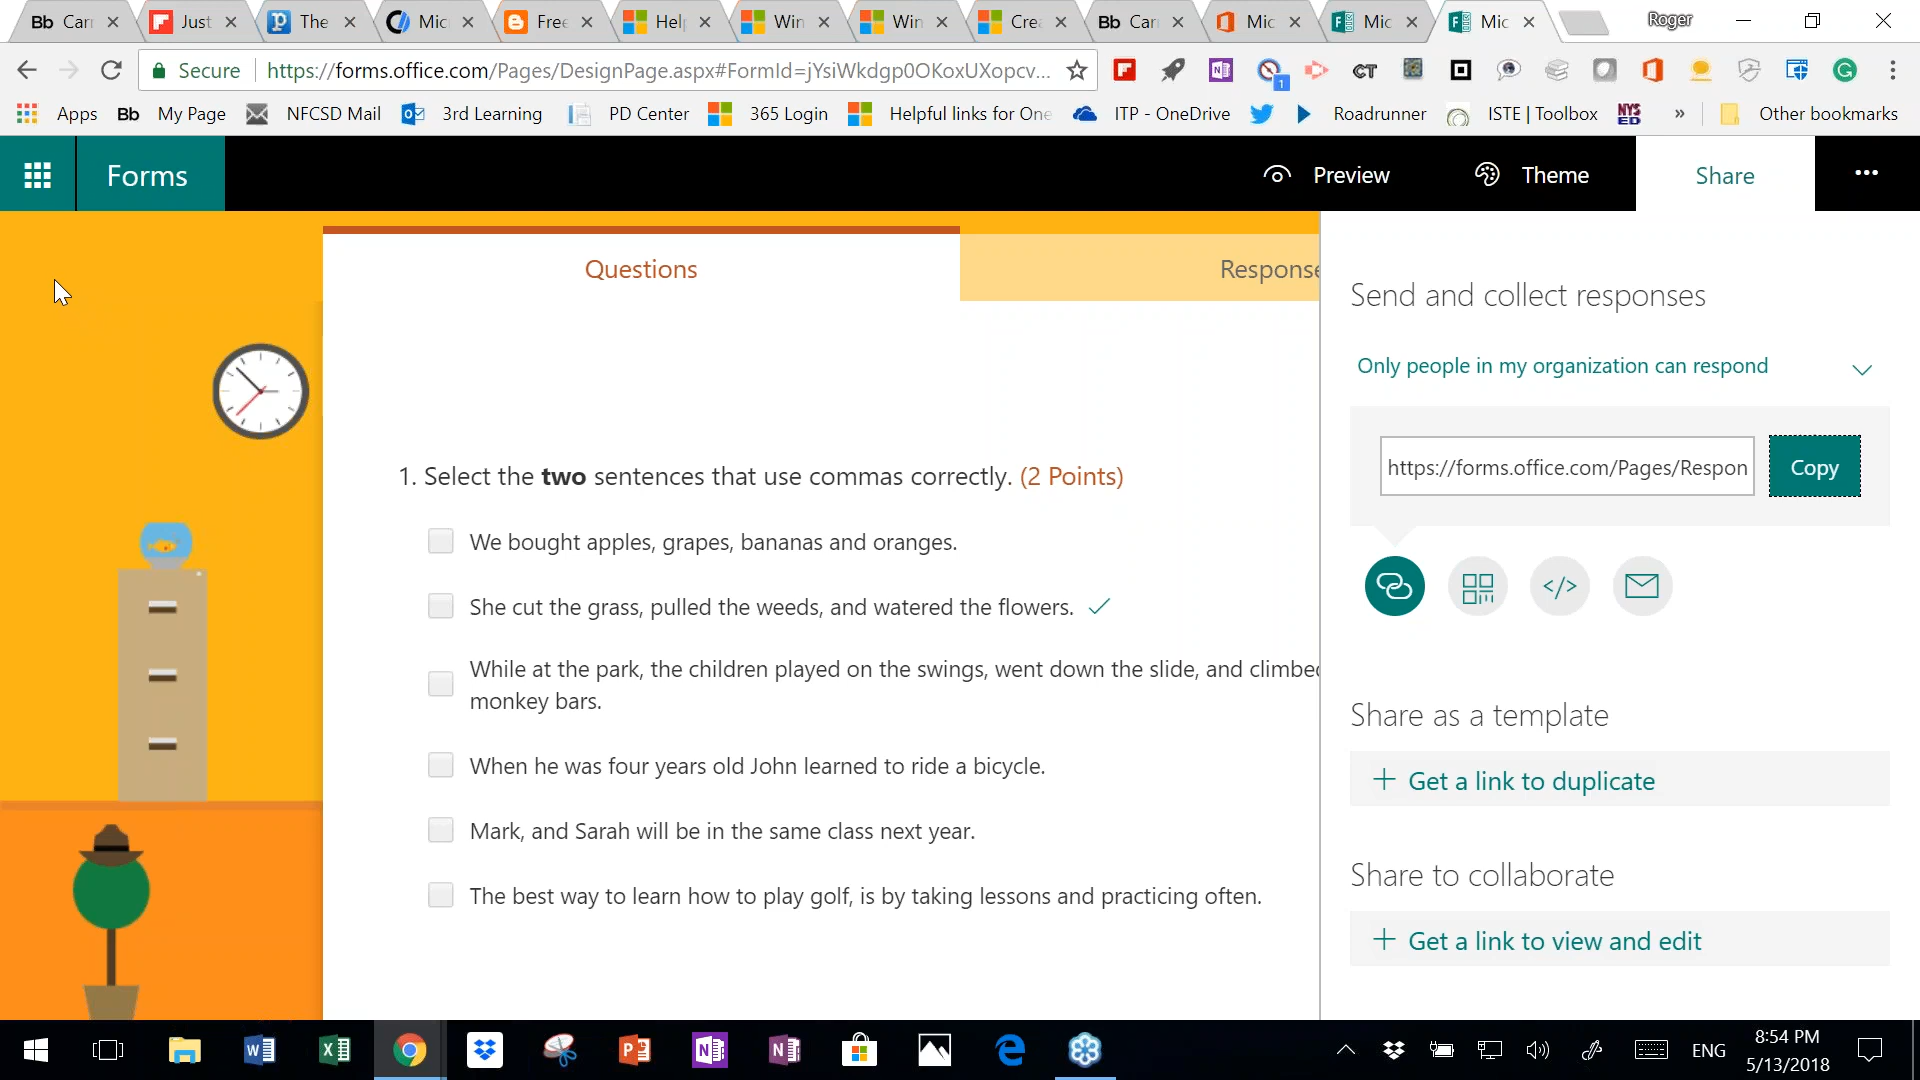 Bb Carr Just The Mic Free Help Win Win Crea Bb Carr Mic Mic Mic Roger
Secure https://forms.office.com/Pages/DesignPage.aspx#FormId=jYsiWkdgp0OKoxUXopcv... CT 1
Apps Bb My Page NFCSD Mail 3rd Learning PD Center 365 Login Helpful links for One ITP - OneDrive Roadrunner ISTE | Toolbox NYS ED » Other bookmarks
Forms Preview Theme Share ...
Questions Response
Send and collect responses
Only people in my organization can respond
https://forms.office.com/Pages/Respon Copy
1. Select the two sentences that use commas correctly. (2 Points)
We bought apples, grapes, bananas and oranges.
She cut the grass, pulled the weeds, and watered the flowers.
While at the park, the children played on the swings, went down the slide, and climbed
monkey bars.
When he was four years old John learned to ride a bicycle.
Mark, and Sarah will be in the same class next year.
The best way to learn how to play golf, is by taking lessons and practicing often.
Share as a template
+ Get a link to duplicate
Share to collaborate
+ Get a link to view and edit
ENG 8:54 PM
5/13/2018